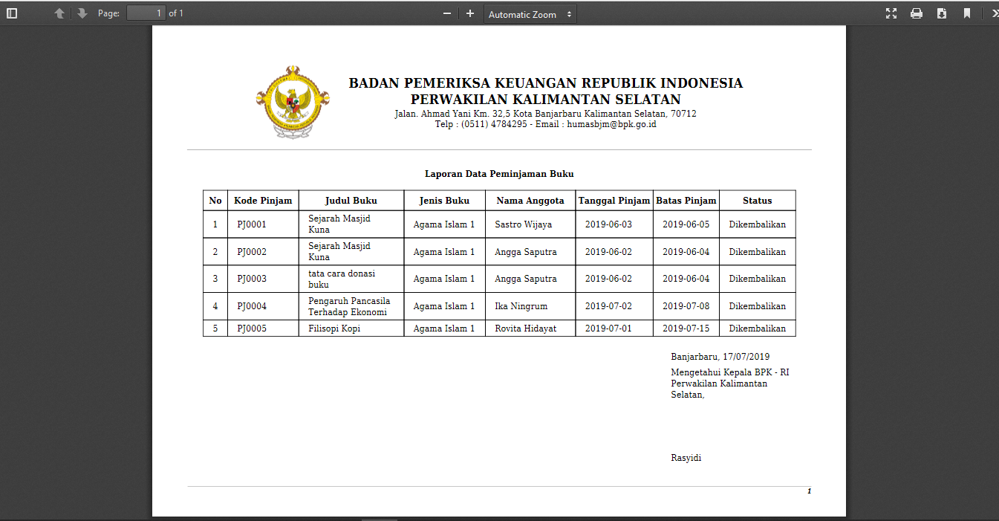 Page: 1 of 1 Automatic Zoom
BADAN PEMERIKSA KEUANGAN REPUBLIK INDONESIA
PERWAKILAN KALIMANTAN SELATAN
Jalan. Ahmad Yani Km. 32,5 Kota Banjarbaru Kalimantan Selatan, 70712
Telp : (0511) 4784295 - Email : humasbjm@bpk.go.id
Laporan Data Peminjaman Buku
No Kode Pinjam Judul Buku Jenis Buku Nama Anggota Tanggal Pinjam Batas Pinjam Status
1 PJ0001 Sejarah Masjid Kuna Agama Islam 1 Sastro Wijaya 2019-06-03 2019-06-05 Dikembalikan
2 PJ0002 Sejarah Masjid Kuna Agama Islam 1 Angga Saputra 2019-06-02 2019-06-04 Dikembalikan
3 PJ0003 tata cara donasi buku Agama Islam 1 Angga Saputra 2019-06-02 2019-06-04 Dikembalikan
4 PJ0004 Pengaruh Pancasila Terhadap Ekonomi Agama Islam 1 Ika Ningrum 2019-07-02 2019-07-08 Dikembalikan
5 PJ0005 Filisopi Kopi Agama Islam 1 Rovita Hidayat 2019-07-01 2019-07-15 Dikembalikan
Banjarbaru, 17/07/2019
Mengetahui Kepala BPK - RI
Perwakilan Kalimantan
Selatan,
Rasyidi
1